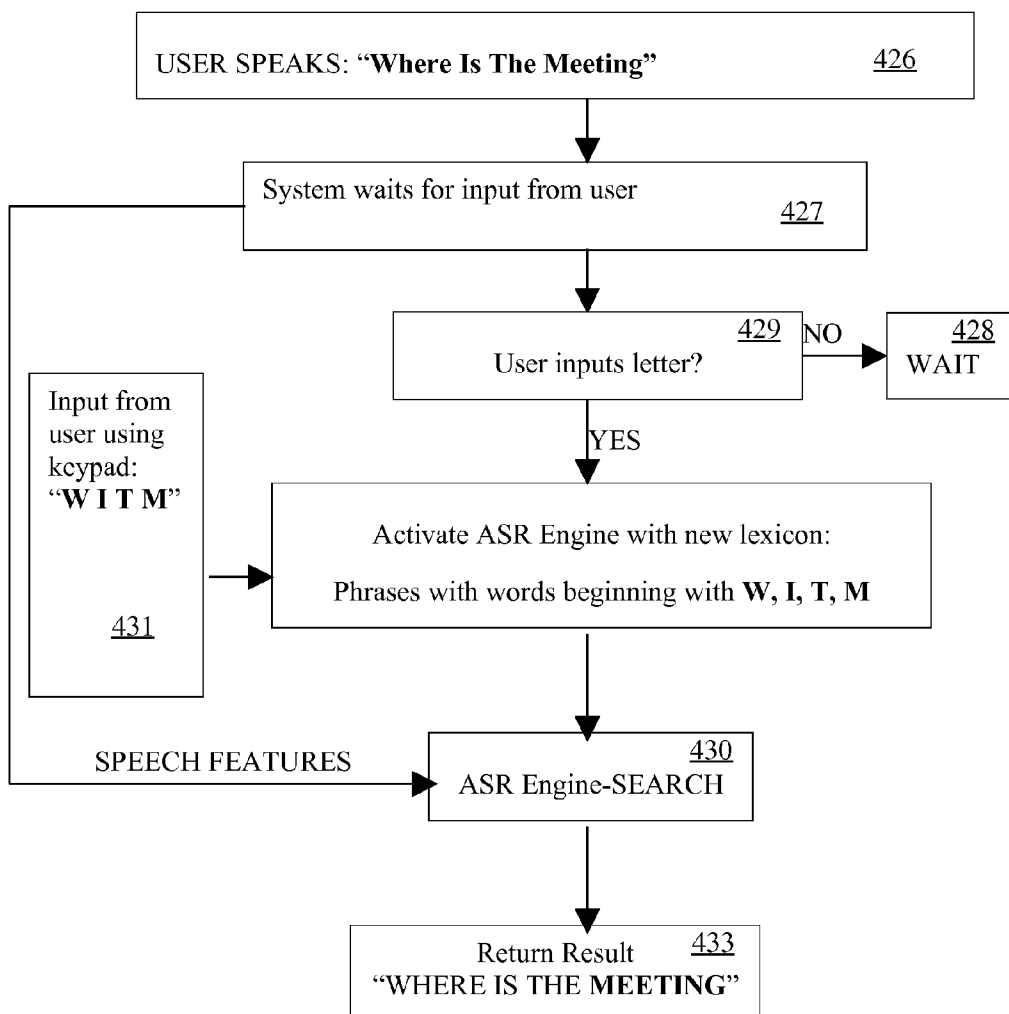 USER SPEAKS: “Where Is The Meeting” 426
System waits for input from user
427
429
User inputs letter?
NO
428
WAIT
YES
Input from
user using
keypad:
“W I T M”
431
Activate ASR Engine with new lexicon:
Phrases with words beginning with W, I, T, M
SPEECH FEATURES
430
ASR Engine-SEARCH
433
Return Result
“WHERE IS THE MEETING”